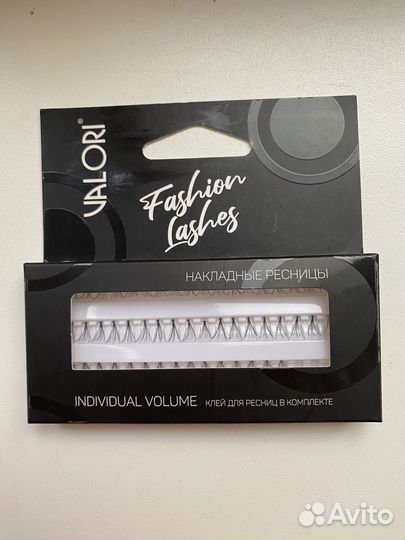 VALORI®
Fashion
Lashes
НАКЛАДНЫЕ РЕСНИЦЫ
INDIVIDUAL VOLUME КЛЕЙ ДЛЯ РЕСНИЦ В КОМПЛЕКТЕ
Avito